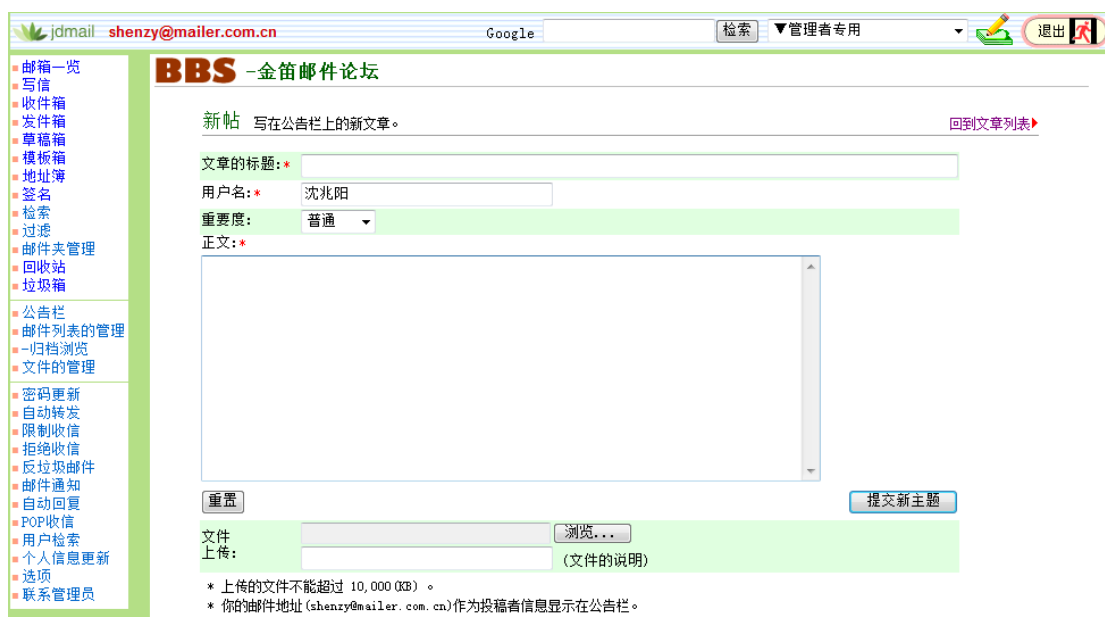 jdmail shenzy@mailer.com.cn Google 检索 ▼管理者专用 退出
邮箱一览
写信
收件箱
发件箱
草稿箱
模板箱
地址簿
签名
检索
过滤
邮件夹管理
回收站
垃圾箱
公告栏
邮件列表的管理
-归档浏览
文件的管理
密码更新
自动转发
限制收信
拒绝收信
反垃圾邮件
邮件通知
自动回复
POP收信
用户检索
个人信息更新
选项
联系管理员
BBS -金笛邮件论坛
新帖 写在公告栏上的新文章。 回到文章列表
文章的标题:*
用户名:* 沈兆阳
重要度: 普通
正文:*
重置 提交新主题
文件
上传:
浏览...
(文件的说明)
* 上传的文件不能超过 10,000(KB) 。
* 你的邮件地址(shenzy@mailer.com.cn)作为投稿者信息显示在公告栏。